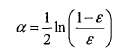 α = 1/2 ln((1−ε)/ε)